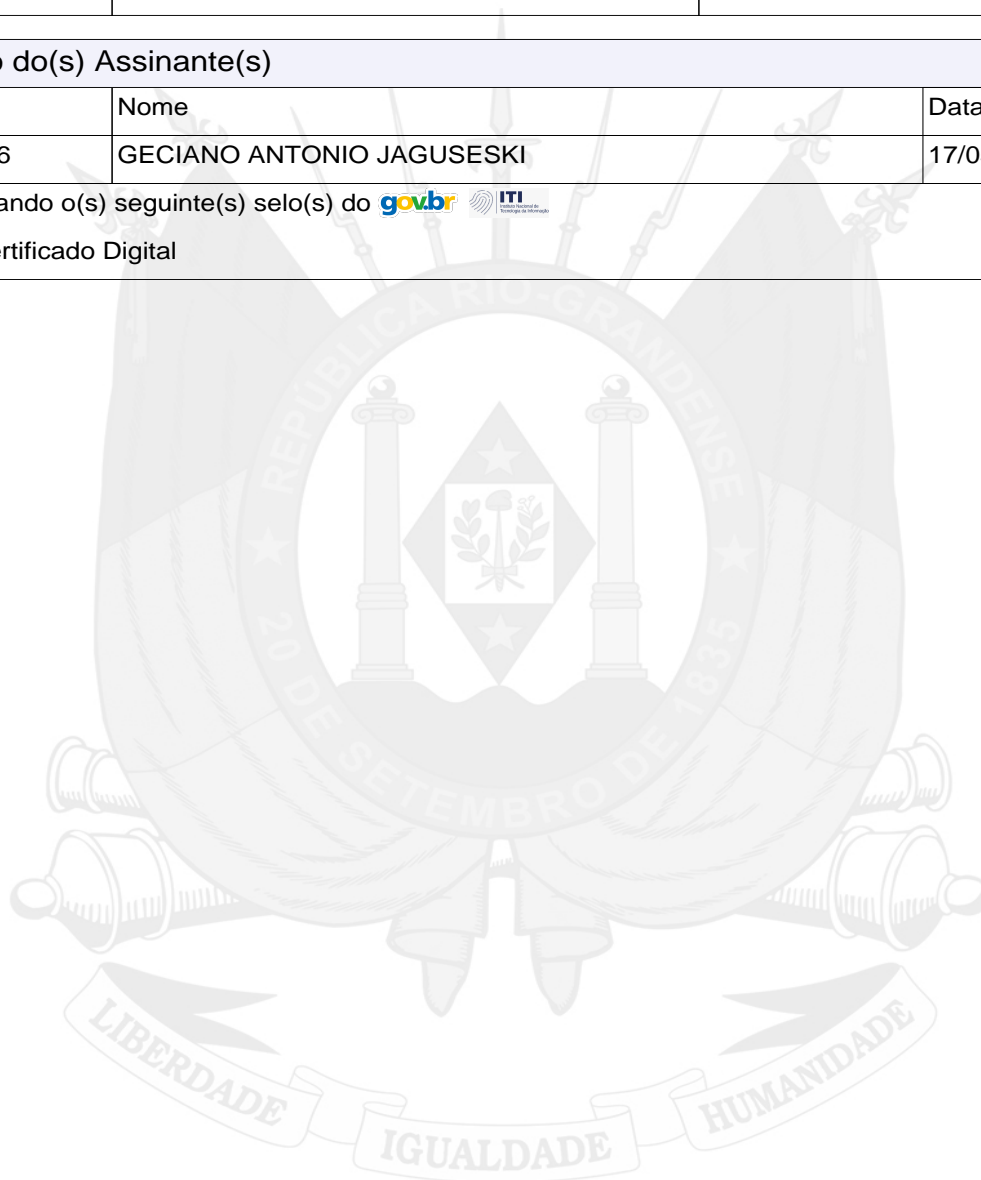 o do(s) Assinante(s)
Nome
Data
6
GECIANO ANTONIO JAGUSESKI
17/0
ando o(s) seguinte(s) selo(s) do gov.br ITI
rtificado Digital
REPÚBLICA RIO-GRANDENSE
20 DE SETEMBRO DE 1835
LIBERDADE
IGUALDADE
HUMANIDADE